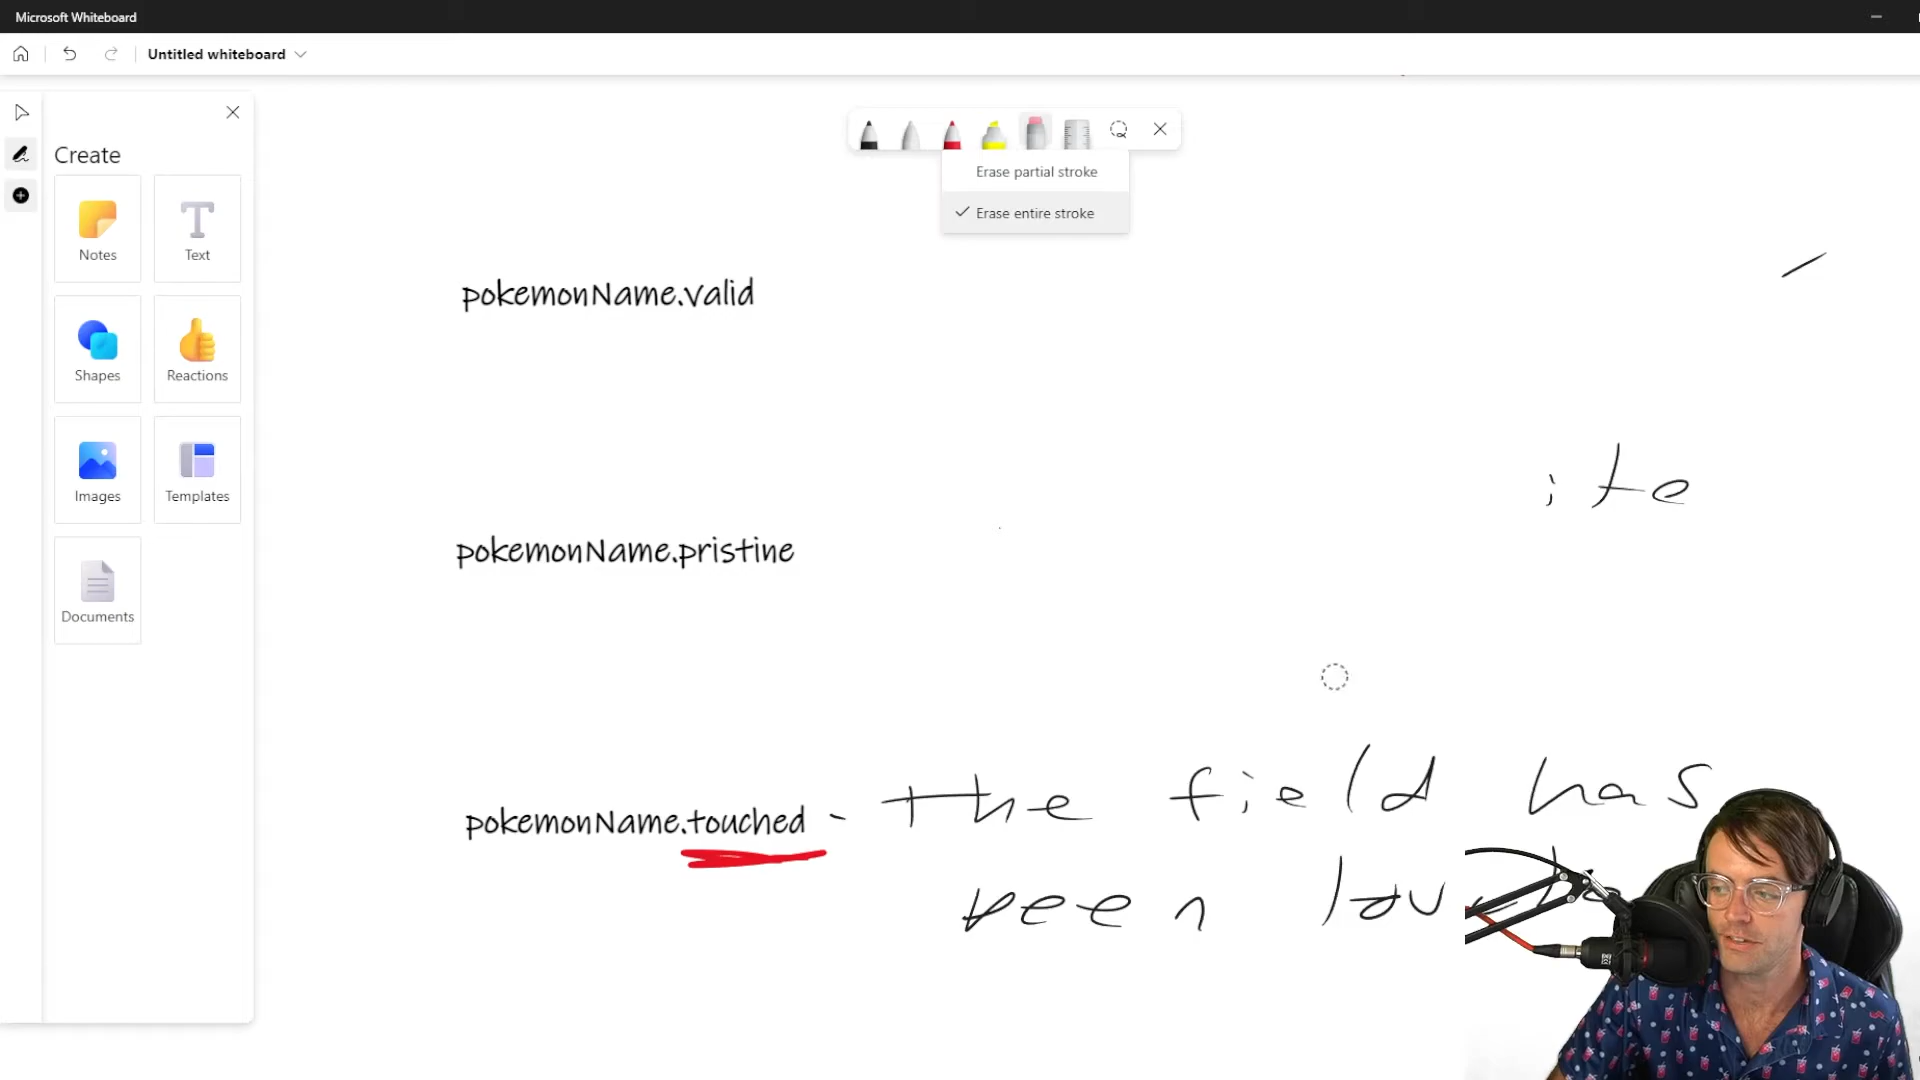 Microsoft Whiteboard
Untitled whiteboard
Create
Notes
Text
Shapes
Reactions
Images
Templates
Documents
Erase partial stroke
Erase entire stroke
pokemonName.valid
ite
pokemonName.pristine
pokemonName.touched - the field has
been